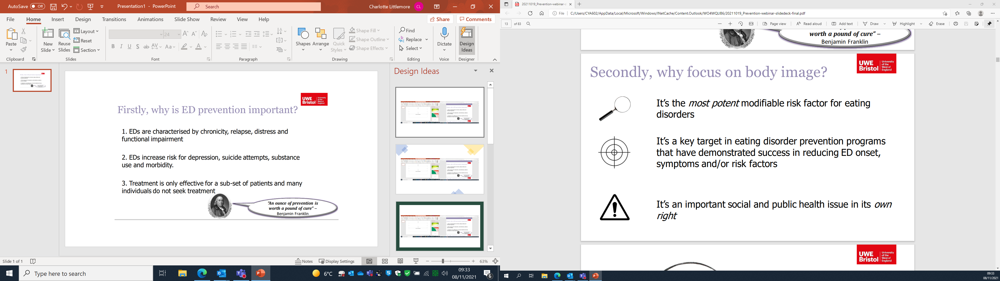 AutoSave Off
Presentation1 - PowerPoint
Search
Charlotte Littlemore CL
File Home Insert Design Transitions Animations Slide Show Review View Help
Share Comments
Paste
Clipboard
New Slide
Reuse Slides
Layout
Reset
Section
Slides
24
B I U S ab AV Aa A
Font
Paragraph
Shapes
Arrange
Quick Styles
Shape Fill
Shape Outline
Shape Effects
Drawing
Find
Replace
Select
Editing
Dictate
Voice
Design Ideas
Designer
1
UWE Bristol
University of the West of England
Firstly, why is ED prevention important?
1. EDs are characterised by chronicity, relapse, distress and
functional impairment
2. EDs increase risk for depression, suicide attempts, substance
use and morbidity.
3. Treatment is only effective for a sub-set of patients and many
individuals do not seek treatment
"An ounce of prevention is
worth a pound of cure" –
Benjamin Franklin
Design Ideas
Slide 1 of 1
Notes Display Settings
63%
Type here to search
6°C
09:33
08/11/2021
6
20211019_Prevention-webinar-sl
File C:/Users/CYA602/AppData/Local/Microsoft/Windows/INetCache/Content.Outlook/WO4WQUB6/20211019_Prevention-webinar-slidedeck-final.pdf
13 of 83
Page view Read aloud Add text Draw Highlight Erase
worth a pound of cure" –
Benjamin Franklin
UWE Bristol
University of the West of England
Secondly, why focus on body image?
It's the most potent modifiable risk factor for eating
disorders
It's a key target in eating disorder prevention programs
that have demonstrated success in reducing ED onset,
symptoms and/or risk factors
It's an important social and public health issue in its own
right
UWE Bristol
University of the West of England
09:33
08/11/2021